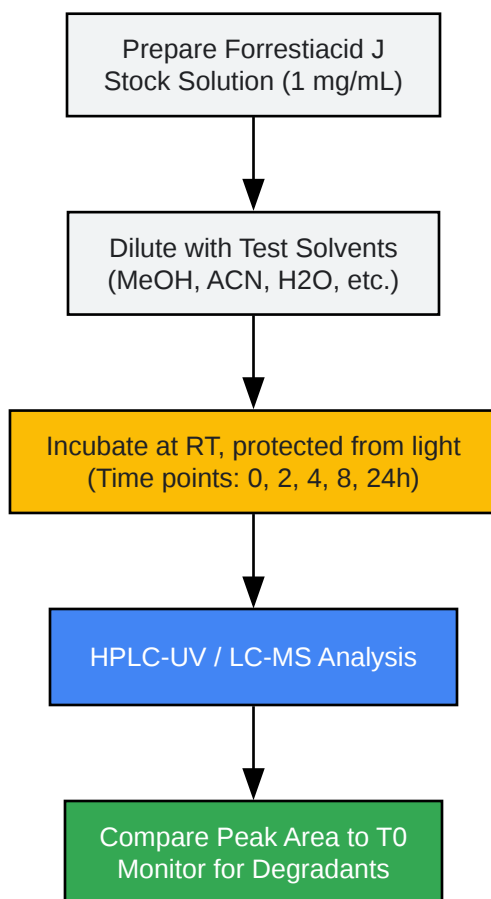 Prepare Forrestiacid J
Stock Solution (1 mg/mL)
Dilute with Test Solvents
(MeOH, ACN, H2O, etc.)
Incubate at RT, protected from light
(Time points: 0, 2, 4, 8, 24h)
HPLC-UV / LC-MS Analysis
Compare Peak Area to T0
Monitor for Degradants